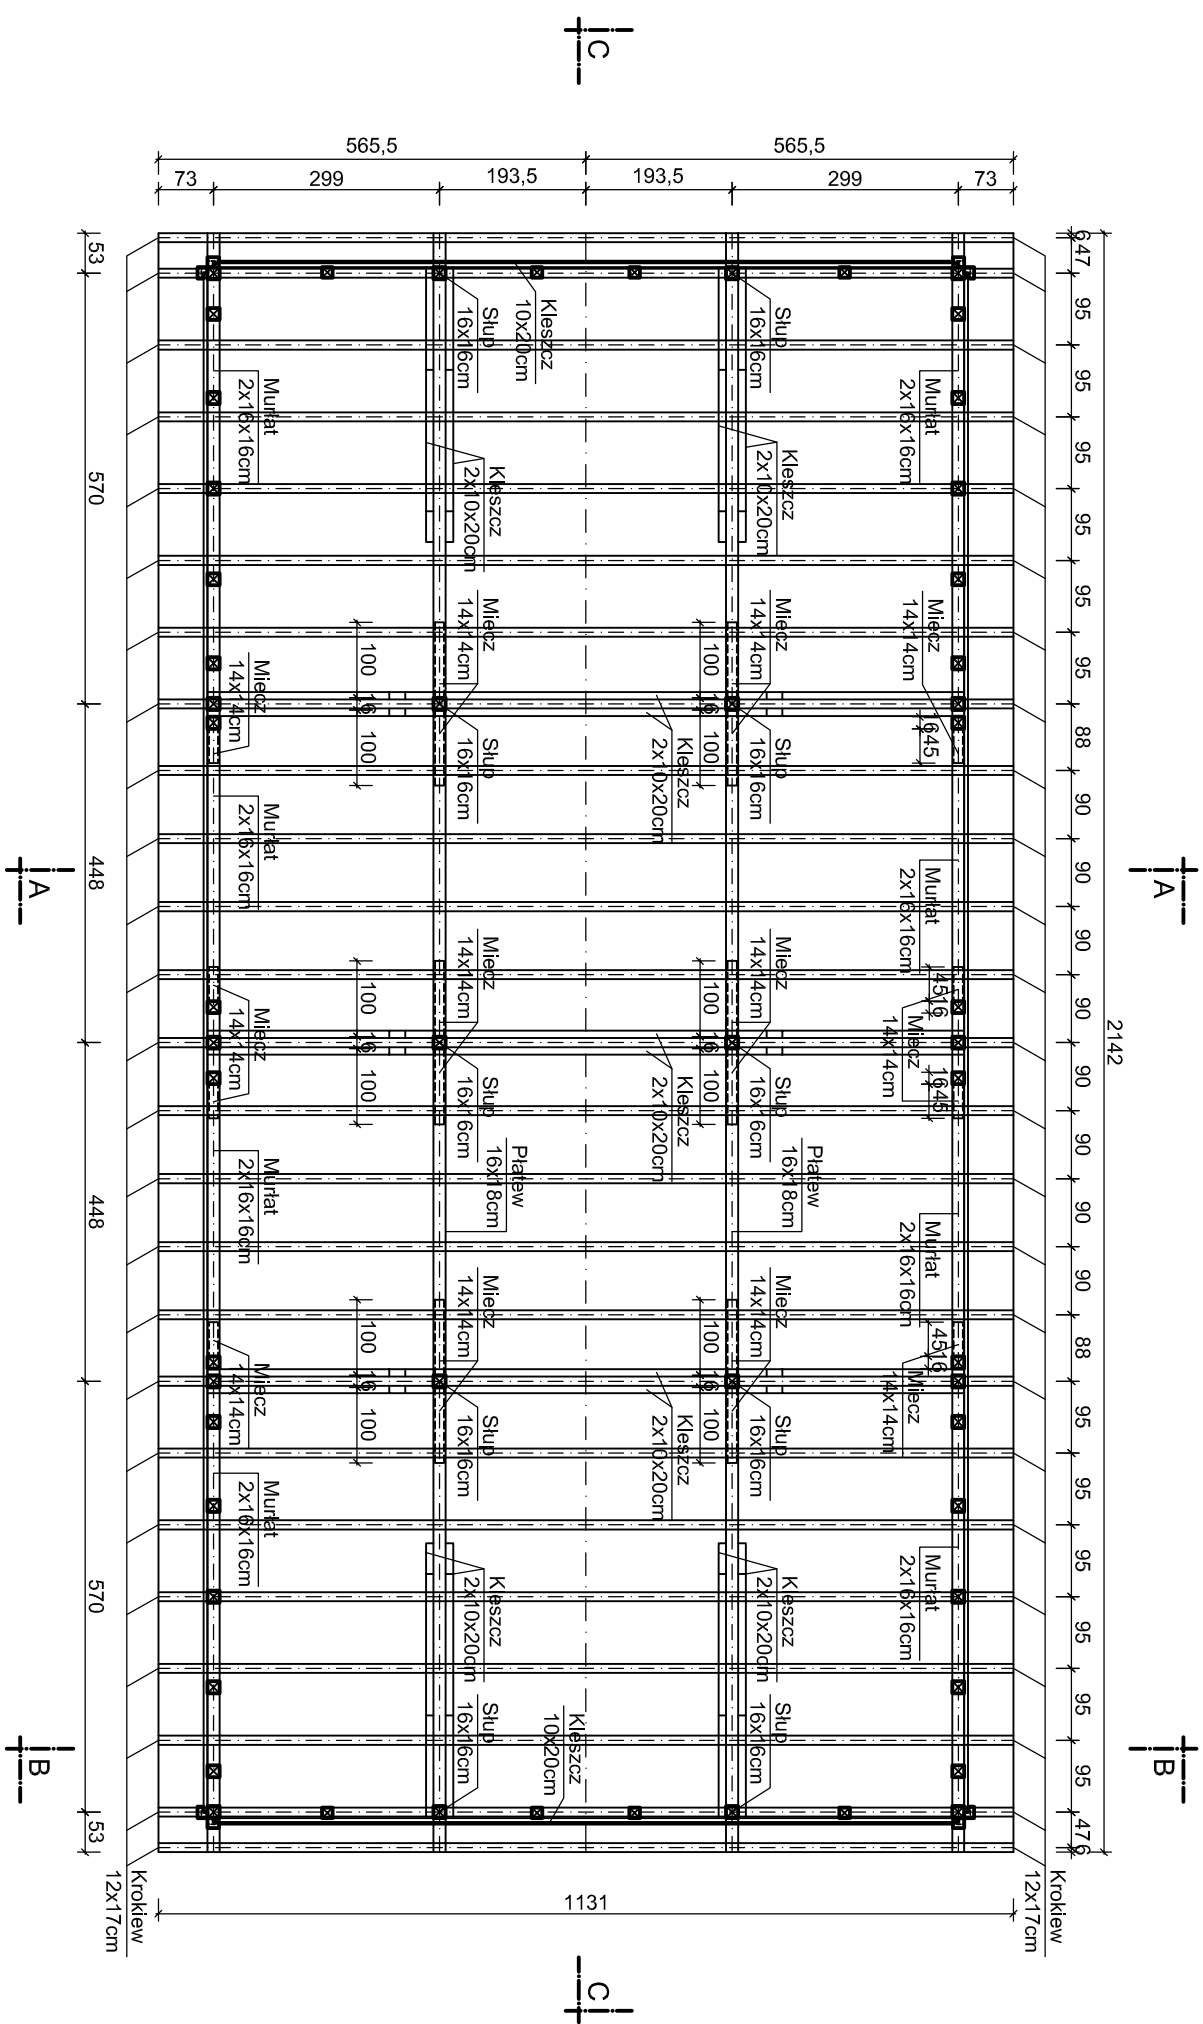 C
565,5
565,5
73
299
193,5
193,5
299
73
53
570
448
448
570
53
6
47
95
95
95
95
95
95
88
90
90
90
90
90
90
90
90
88
95
95
95
95
95
95
47
6
2142
1131
Kleszcz
10x20cm
Słup
16x16cm
Słup
16x16cm
Murłat
2x16x16cm
Murłat
2x16x16cm
Kleszcz
2x10x20cm
Kleszcz
2x10x20cm
Miecz
14x14cm
Miecz
14x14cm
Miecz
14x14cm
Miecz
14x14cm
100
16
100
100
16
100
16
45
Słup
16x16cm
Słup
16x16cm
Kleszcz
2x10x20cm
Murłat
2x16x16cm
Murłat
2x16x16cm
A
A
Miecz
14x14cm
Miecz
14x14cm
Miecz
14x14cm
Miecz
14x14cm
100
16
100
100
16
100
45
16
16
45
Słup
16x16cm
Słup
16x16cm
Kleszcz
2x10x20cm
Płatew
16x18cm
Płatew
16x18cm
Murłat
2x16x16cm
Murłat
2x16x16cm
Miecz
14x14cm
Miecz
14x14cm
Miecz
14x14cm
Miecz
14x14cm
100
16
100
100
16
100
45
16
Słup
16x16cm
Słup
16x16cm
Kleszcz
2x10x20cm
Murłat
2x16x16cm
Murłat
2x16x16cm
Kleszcz
2x10x20cm
Kleszcz
2x10x20cm
Słup
16x16cm
Słup
16x16cm
Kleszcz
10x20cm
B
B
Krokiew
12x17cm
Krokiew
12x17cm
C